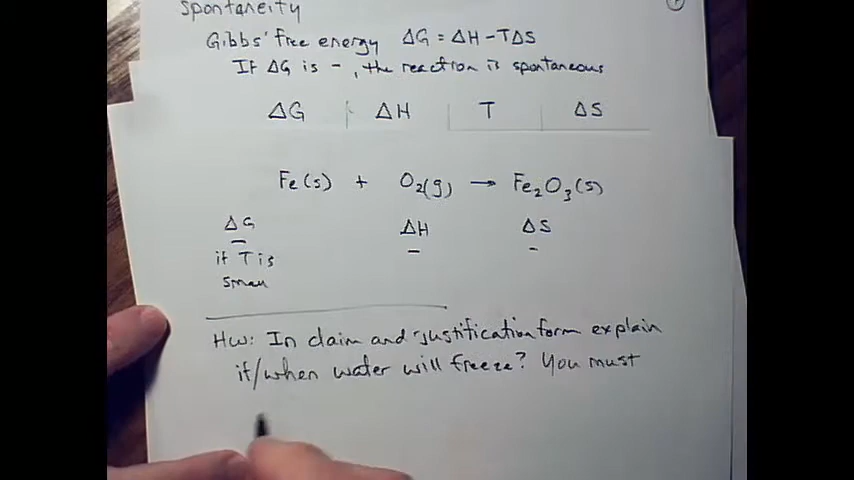 Spontaneity
Gibbs' free energy ΔG = ΔH - TΔS
If ΔG is - , the reaction is spontaneous
ΔG ΔH T ΔS
Fe(s) + O₂(g) → Fe₂O₃(s)
ΔG ΔH ΔS
- - -
if T is
small
HW: In claim and justification form explain
if/when water will freeze? You must